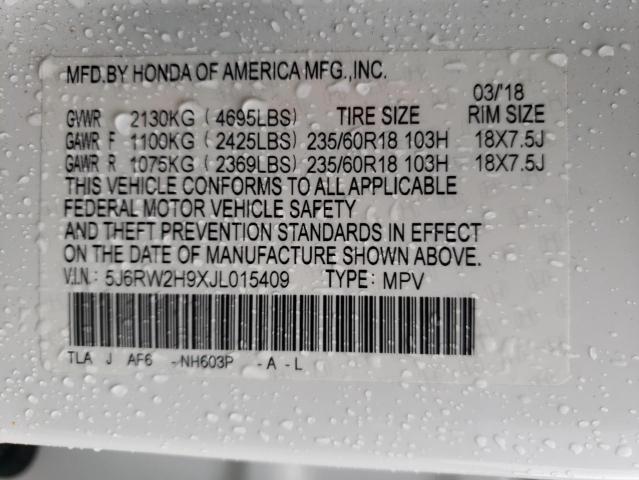 MFD.BY HONDA OF AMERICA MFG.,INC.
03/'18
GVWR 2130KG (4695LBS) TIRE SIZE RIM SIZE
GAWR F 1100KG (2425LBS) 235/60R18 103H 18X7.5J
GAWR R 1075KG (2369LBS) 235/60R18 103H 18X7.5J
THIS VEHICLE CONFORMS TO ALL APPLICABLE
FEDERAL MOTOR VEHICLE SAFETY
AND THEFT PREVENTION STANDARDS IN EFFECT
ON THE DATE OF MANUFACTURE SHOWN ABOVE.
V.I.N.: 5J6RW2H9XJL015409 TYPE: MPV
TLA J AF6 -NH603P -A -L